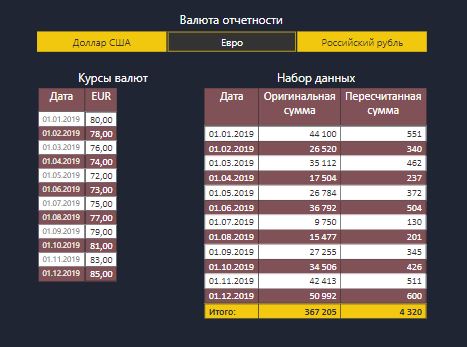 Валюта отчетности
Доллар США Евро Российский рубль
Курсы валют
Дата EUR
01.01.2019 80,00
01.02.2019 78,00
01.03.2019 76,00
01.04.2019 74,00
01.05.2019 72,00
01.06.2019 73,00
01.07.2019 75,00
01.08.2019 77,00
01.09.2019 79,00
01.10.2019 81,00
01.11.2019 83,00
01.12.2019 85,00
Набор данных
Дата Оригинальная сумма Пересчитанная сумма
01.01.2019 44 100 551
01.02.2019 26 520 340
01.03.2019 35 112 462
01.04.2019 17 504 237
01.05.2019 26 784 372
01.06.2019 36 792 504
01.07.2019 9 750 130
01.08.2019 15 477 201
01.09.2019 27 255 345
01.10.2019 34 506 426
01.11.2019 42 413 511
01.12.2019 50 992 600
Итого: 367 205 4 320